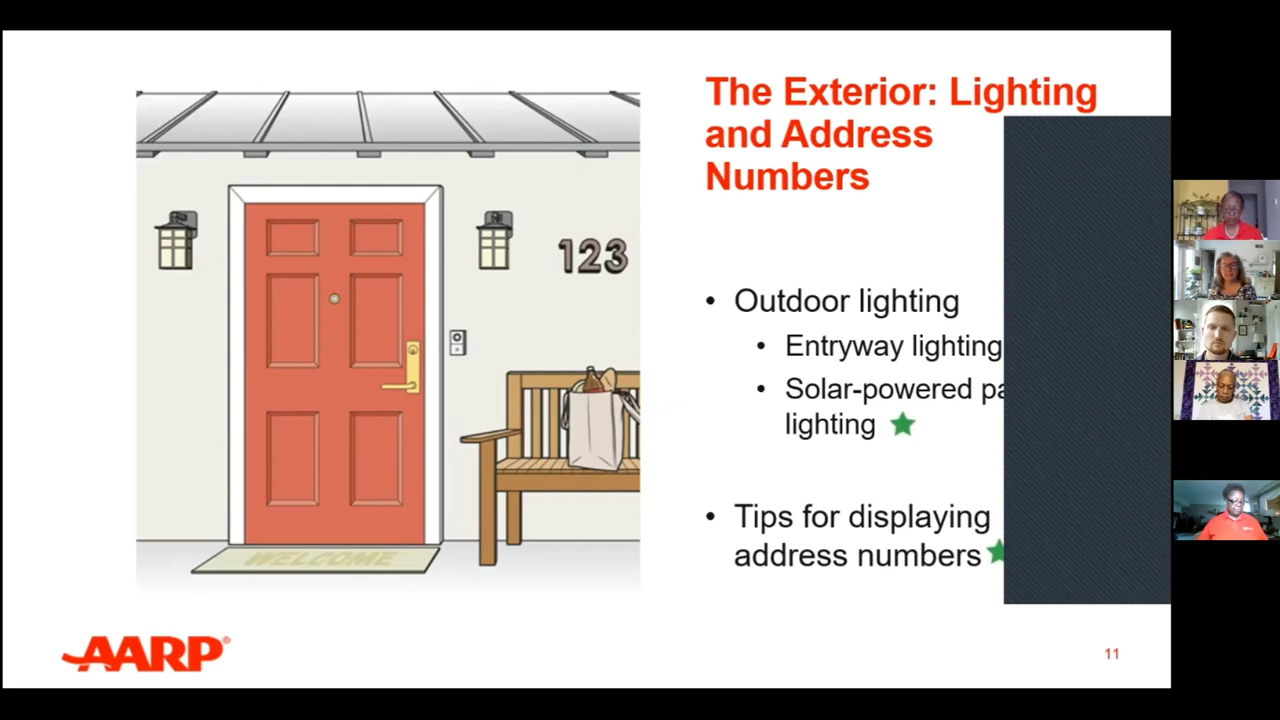 The Exterior: Lighting
and Address
Numbers
123
• Outdoor lighting
• Entryway lighting
• Solar-powered
lighting
• Tips for displaying
address numbers
WELCOME
AARP®
11